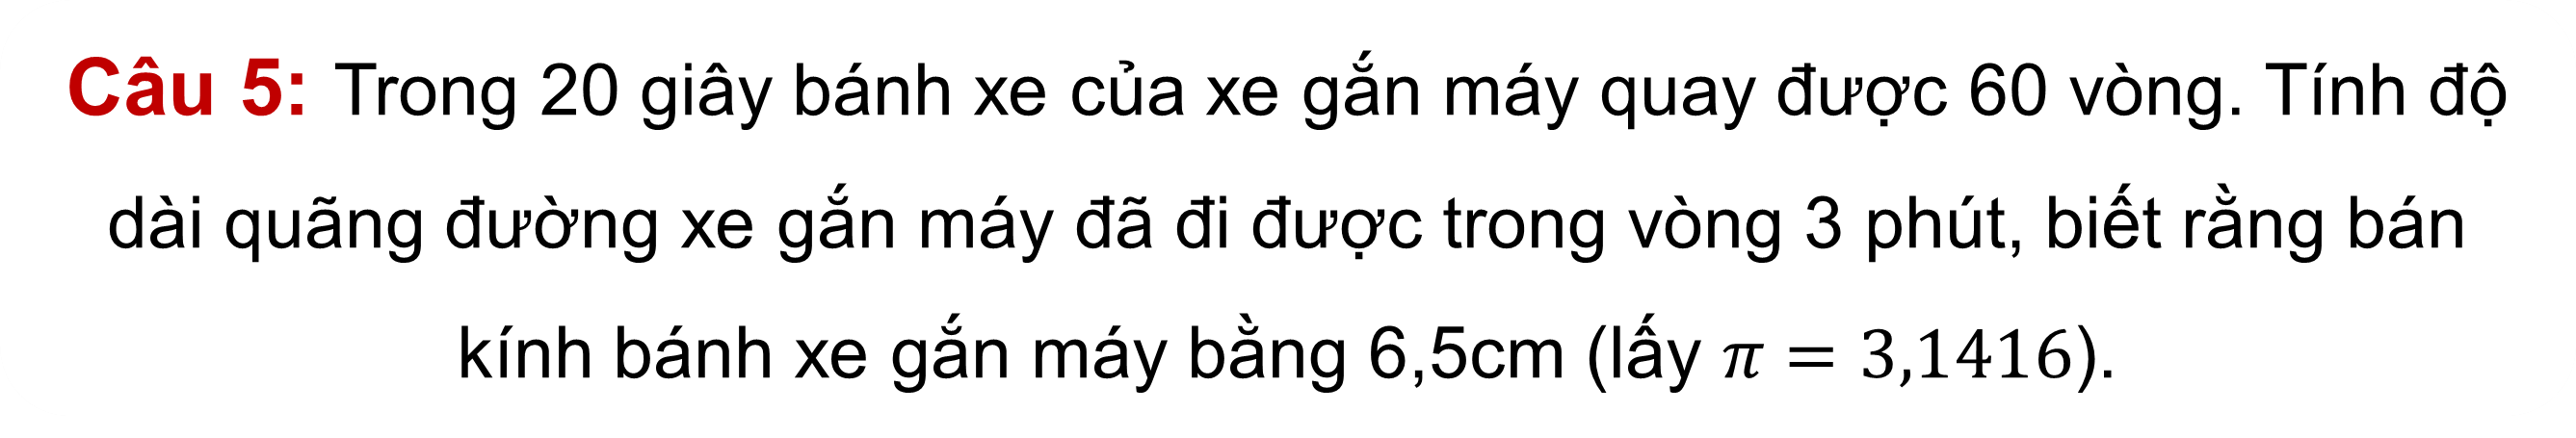 Câu 5: Trong 20 giây bánh xe của xe gắn máy quay được 60 vòng. Tính độ
dài quãng đường xe gắn máy đã đi được trong vòng 3 phút, biết rằng bán
kính bánh xe gắn máy bằng 6,5cm (lấy 𝜋 = 3,1416).